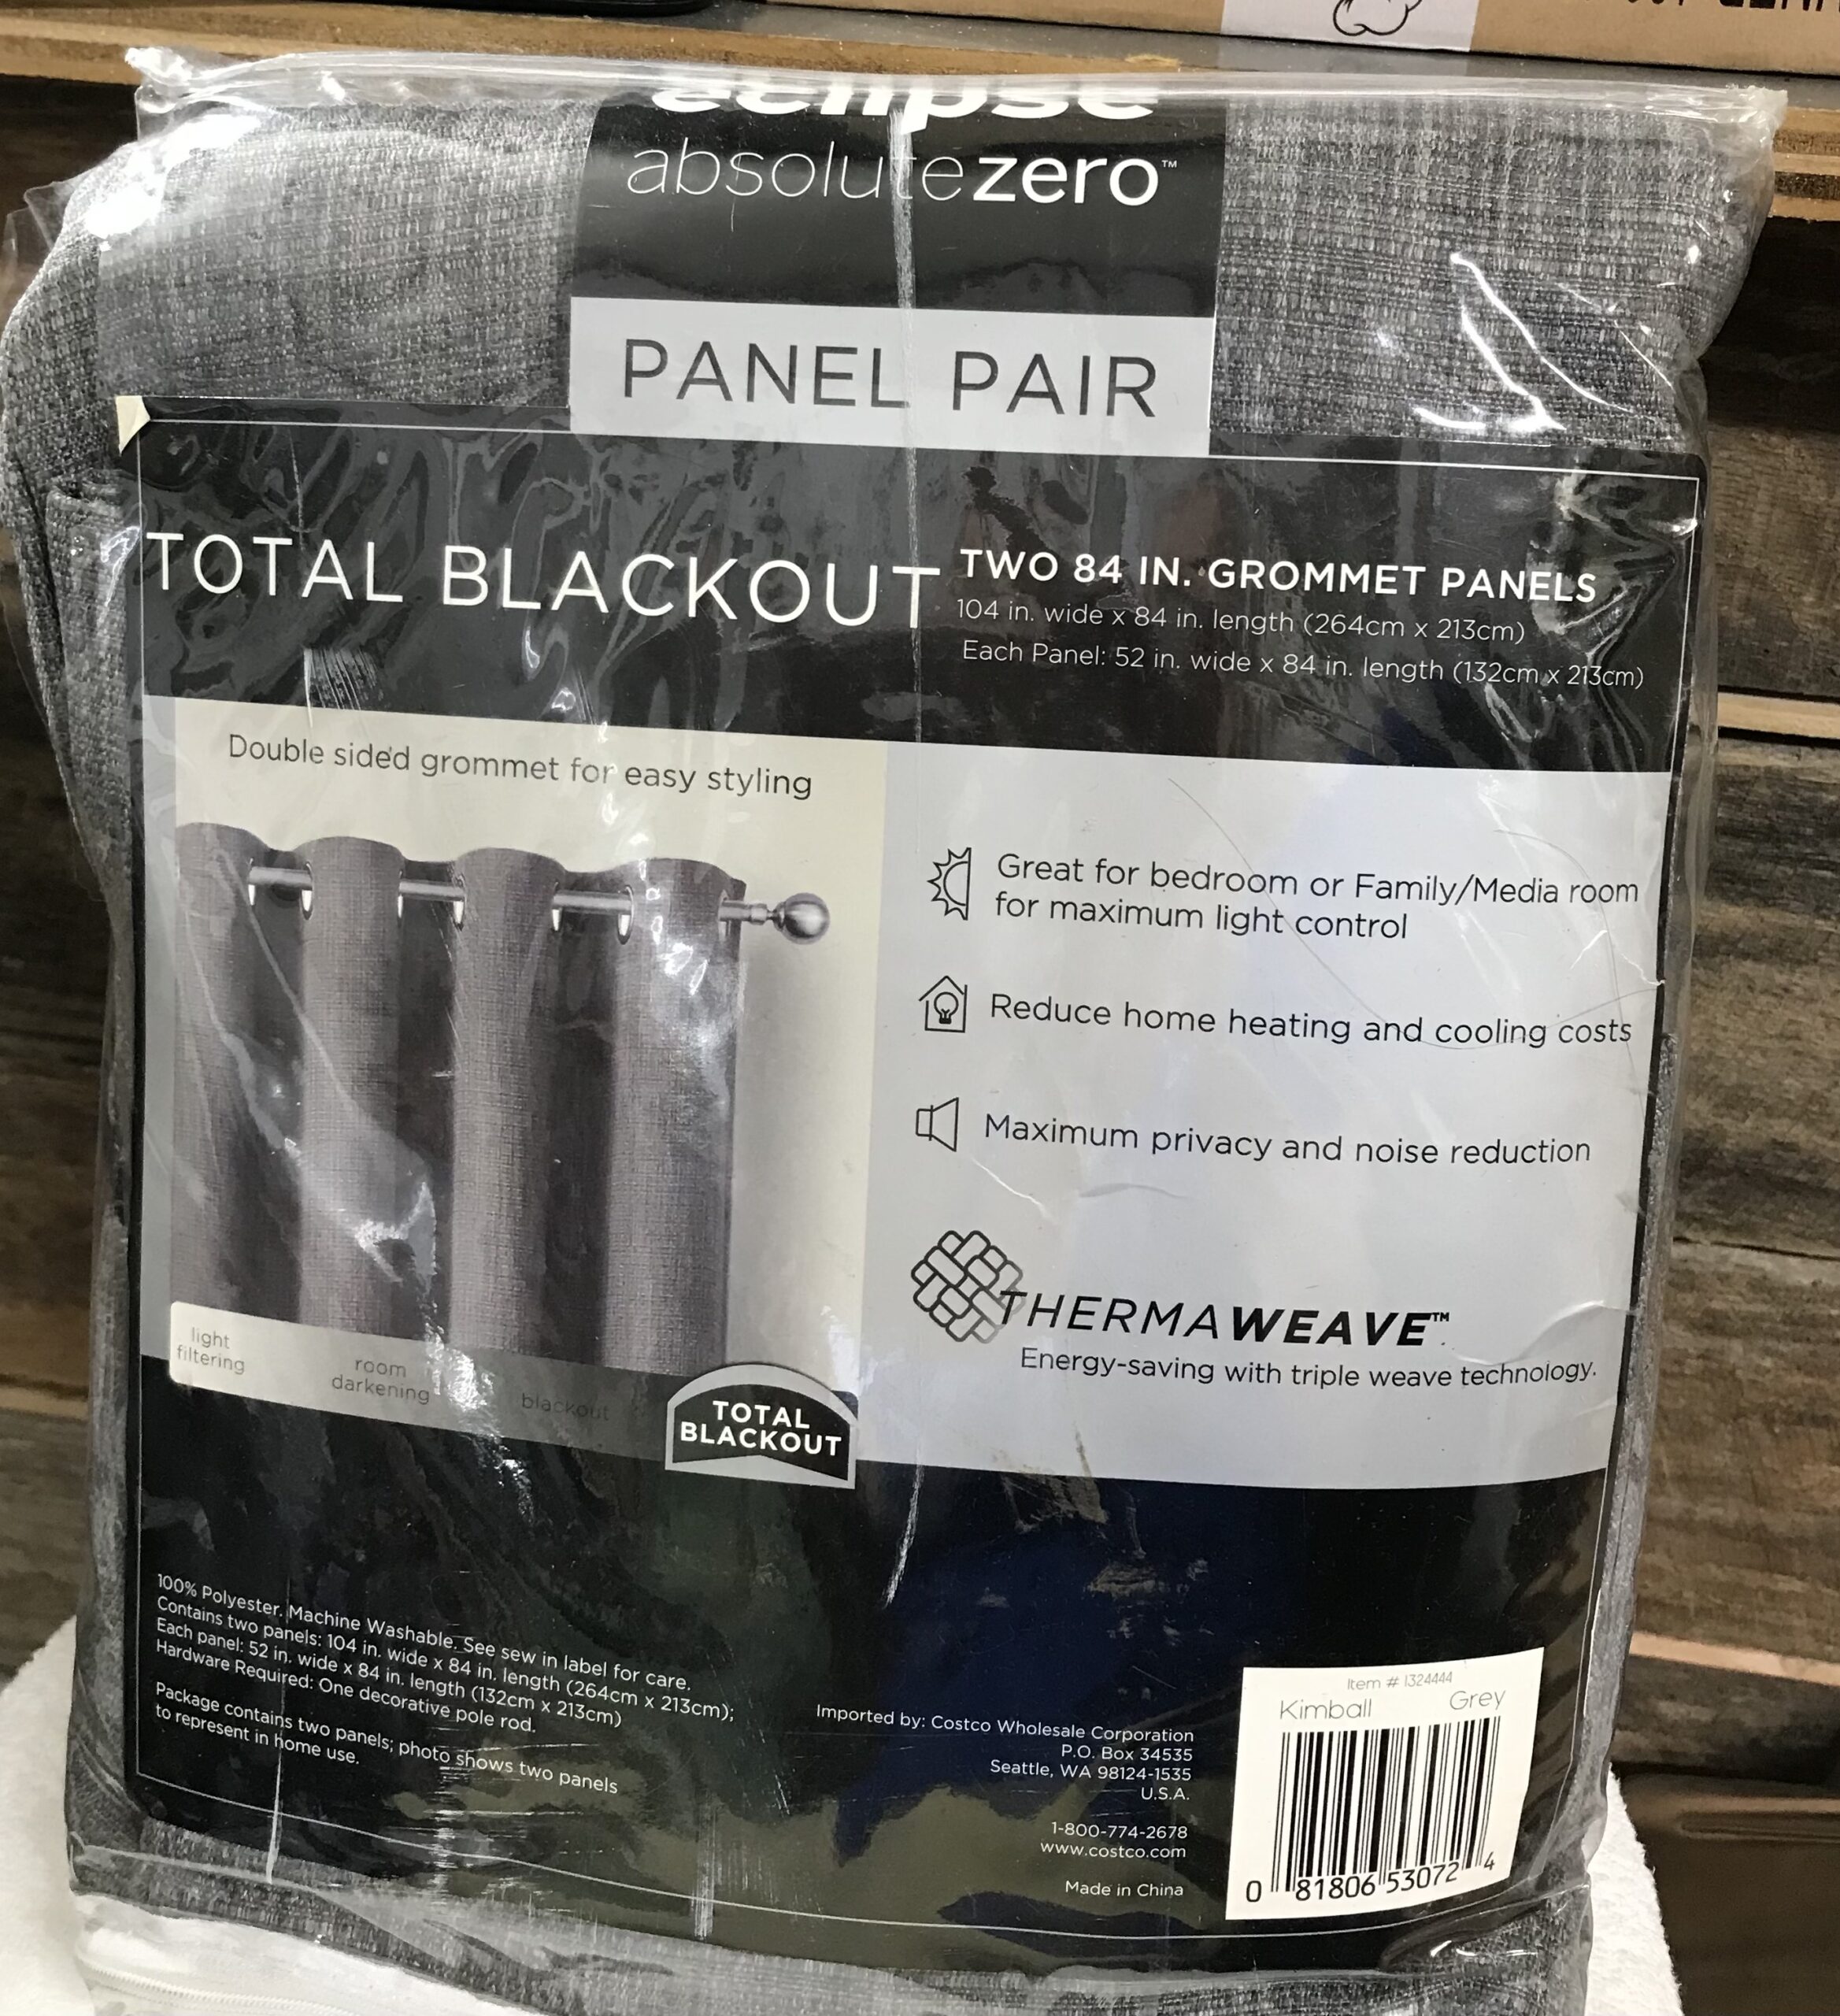 eclipse
absolutezero™
PANEL PAIR
TOTAL BLACKOUT
TWO 84 IN. GROMMET PANELS
104 in. wide x 84 in. length (264cm x 213cm)
Each Panel: 52 in. wide x 84 in. length (132cm x 213cm)
Double sided grommet for easy styling
Great for bedroom or Family/Media room
for maximum light control
Reduce home heating and cooling costs
Maximum privacy and noise reduction
THERMAWEAVE™
Energy-saving with triple weave technology.
light
filtering
room
darkening
blackout
TOTAL
BLACKOUT
100% Polyester. Machine Washable. See sew in label for care.
Contains two panels: 104 in. wide x 84 in. length (264cm x 213cm);
Each panel: 52 in. wide x 84 in. length (132cm x 213cm)
Hardware Required: One decorative pole rod.
Package contains two panels; photo shows two panels
to represent in home use.
Imported by: Costco Wholesale Corporation
P.O. Box 34535
Seattle, WA 98124-1535
U.S.A.
1-800-774-2678
www.costco.com
Made in China
Item # 1324444
Kimball Grey
0 81806 53072 4